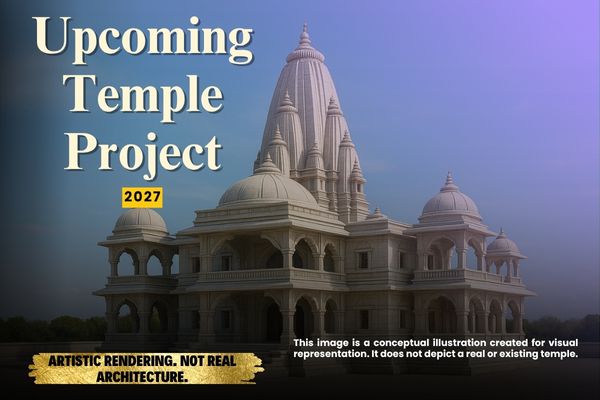 Upcoming
Temple
Project
2027
This image is a conceptual illustration created for visual
representation. It does not depict a real or existing temple.
ARTISTIC RENDERING. NOT REAL
ARCHITECTURE.